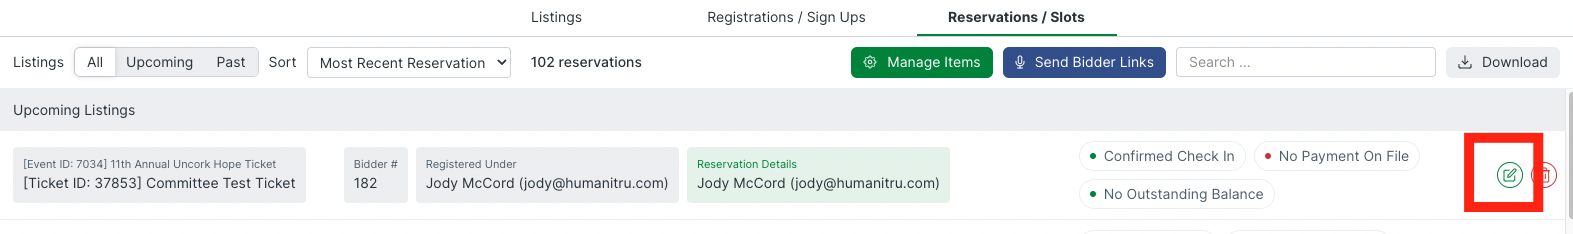 Listings Registrations / Sign Ups Reservations / Slots
Listings All Upcoming Past Sort Most Recent Reservation 102 reservations Manage Items Send Bidder Links Search ... Download
Upcoming Listings
[Event ID: 7034] 11th Annual Uncork Hope Ticket
[Ticket ID: 37853] Committee Test Ticket
Bidder #
182
Registered Under
Jody McCord (jody@humanitru.com)
Reservation Details
Jody McCord (jody@humanitru.com)
Confirmed Check In
No Payment On File
No Outstanding Balance